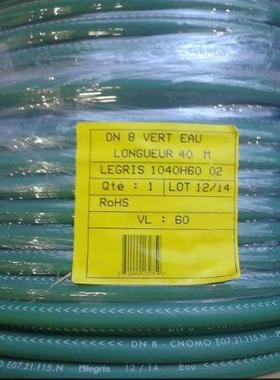 DN 8 VERT EAU
LONGUEUR 40 M
LEGRIS 1040H60 02
Qté : 1 LOT 12/14
RoHS
VL : 60
DN 8 - CNOMO E07.21.115.N
CNOMO E07.21.115.N legris 12 / 14 Eau